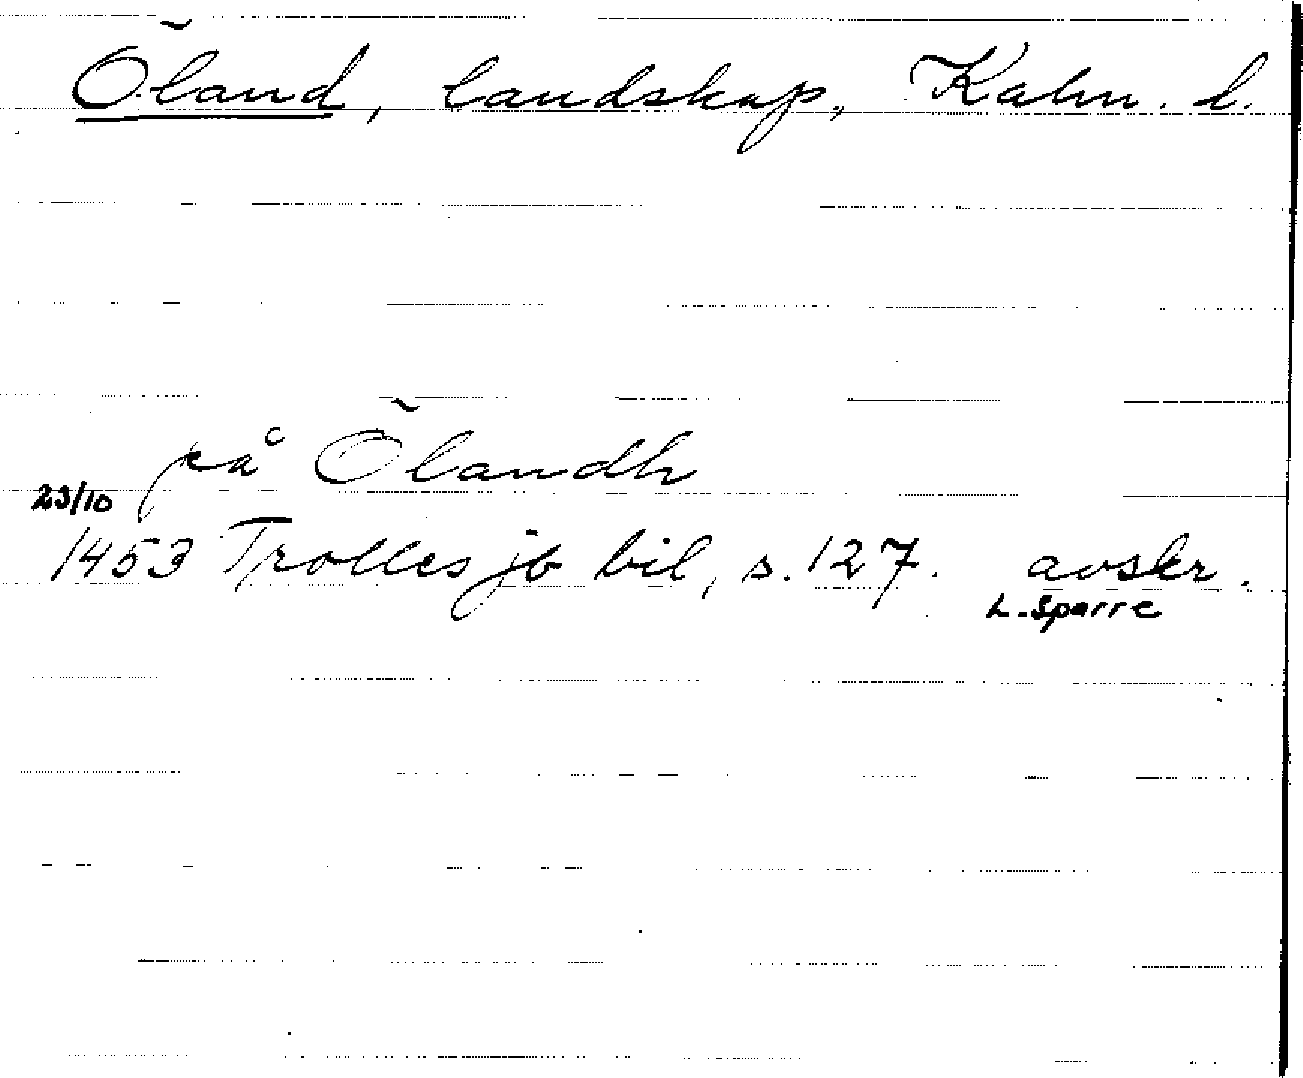 Öland, landskap, Kalm. l.
på Ölandh
23/10
1453 Trolles jb bil, s. 127. avskr.
L. Sparre